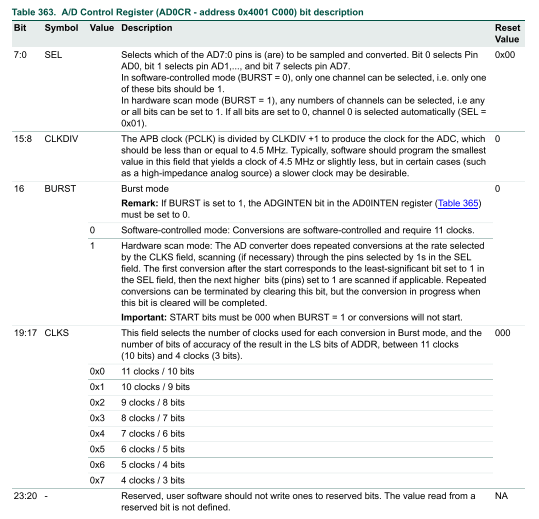 Table 363. A/D Control Register (AD0CR - address 0x4001 C000) bit description
Bit Symbol Value Description Reset
Value
7:0 SEL Selects which of the AD7:0 pins is (are) to be sampled and converted. Bit 0 selects Pin 0x00
AD0, bit 1 selects pin AD1,..., and bit 7 selects pin AD7.
In software-controlled mode (BURST = 0), only one channel can be selected, i.e. only one
of these bits should be 1.
In hardware scan mode (BURST = 1), any numbers of channels can be selected, i.e any
or all bits can be set to 1. If all bits are set to 0, channel 0 is selected automatically (SEL =
0x01).
15:8 CLKDIV The APB clock (PCLK) is divided by CLKDIV +1 to produce the clock for the ADC, which 0
should be less than or equal to 4.5 MHz. Typically, software should program the smallest
value in this field that yields a clock of 4.5 MHz or slightly less, but in certain cases (such
as a high-impedance analog source) a slower clock may be desirable.
16 BURST Burst mode 0
Remark: If BURST is set to 1, the ADGINTEN bit in the AD0INTEN register (Table 365)
must be set to 0.
0 Software-controlled mode: Conversions are software-controlled and require 11 clocks.
1 Hardware scan mode: The AD converter does repeated conversions at the rate selected
by the CLKS field, scanning (if necessary) through the pins selected by 1s in the SEL
field. The first conversion after the start corresponds to the least-significant bit set to 1 in
the SEL field, then the next higher bits (pins) set to 1 are scanned if applicable. Repeated
conversions can be terminated by clearing this bit, but the conversion in progress when
this bit is cleared will be completed.
Important: START bits must be 000 when BURST = 1 or conversions will not start.
19:17 CLKS This field selects the number of clocks used for each conversion in Burst mode, and the 000
number of bits of accuracy of the result in the LS bits of ADDR, between 11 clocks
(10 bits) and 4 clocks (3 bits).
0x0 11 clocks / 10 bits
0x1 10 clocks / 9 bits
0x2 9 clocks / 8 bits
0x3 8 clocks / 7 bits
0x4 7 clocks / 6 bits
0x5 6 clocks / 5 bits
0x6 5 clocks / 4 bits
0x7 4 clocks / 3 bits
23:20 - Reserved, user software should not write ones to reserved bits. The value read from a NA
reserved bit is not defined.